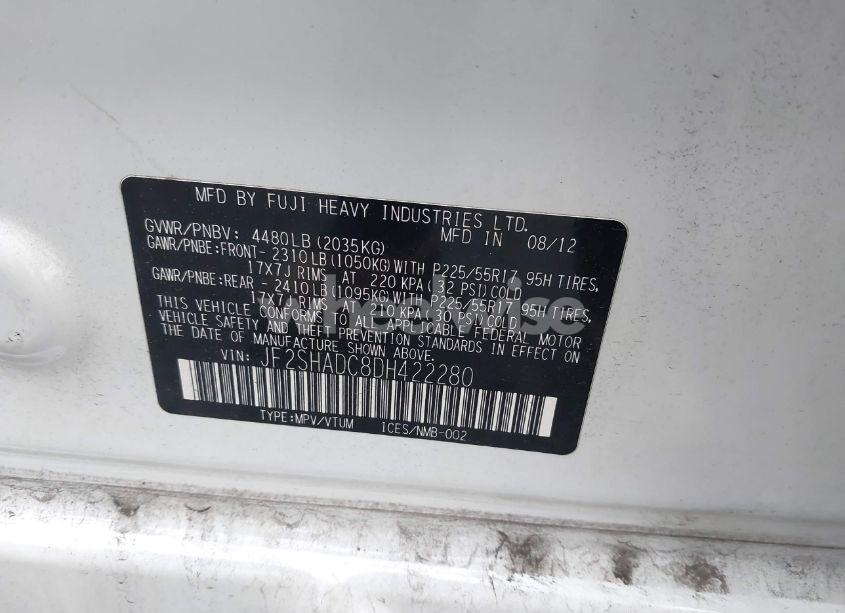 MFD BY FUJI HEAVY INDUSTRIES LTD.
GVWR/PNBV: 4480LB (2035KG) MFD IN 08/12
GAWR/PNBE:FRONT- 2310LB (1050KG) WITH P225/55R17 95H TIRES,
17X7J RIMS AT 220 KPA (32 PSI) COLD
GAWR/PNBE:REAR - 2410LB (1095KG) WITH P225/55R17 95H TIRES,
17X7J RIMS AT 210 KPA (30 PSI) COLD
THIS VEHICLE CONFORMS TO ALL APPLICABLE FEDERAL MOTOR
VEHICLE SAFETY AND THEFT PREVENTION STANDARDS IN EFFECT ON
THE DATE OF MANUFACTURE SHOWN ABOVE.
VIN: JF2SHADC8DH422280
TYPE:MPV/VTUM ICES/NMB-002
wheelwise